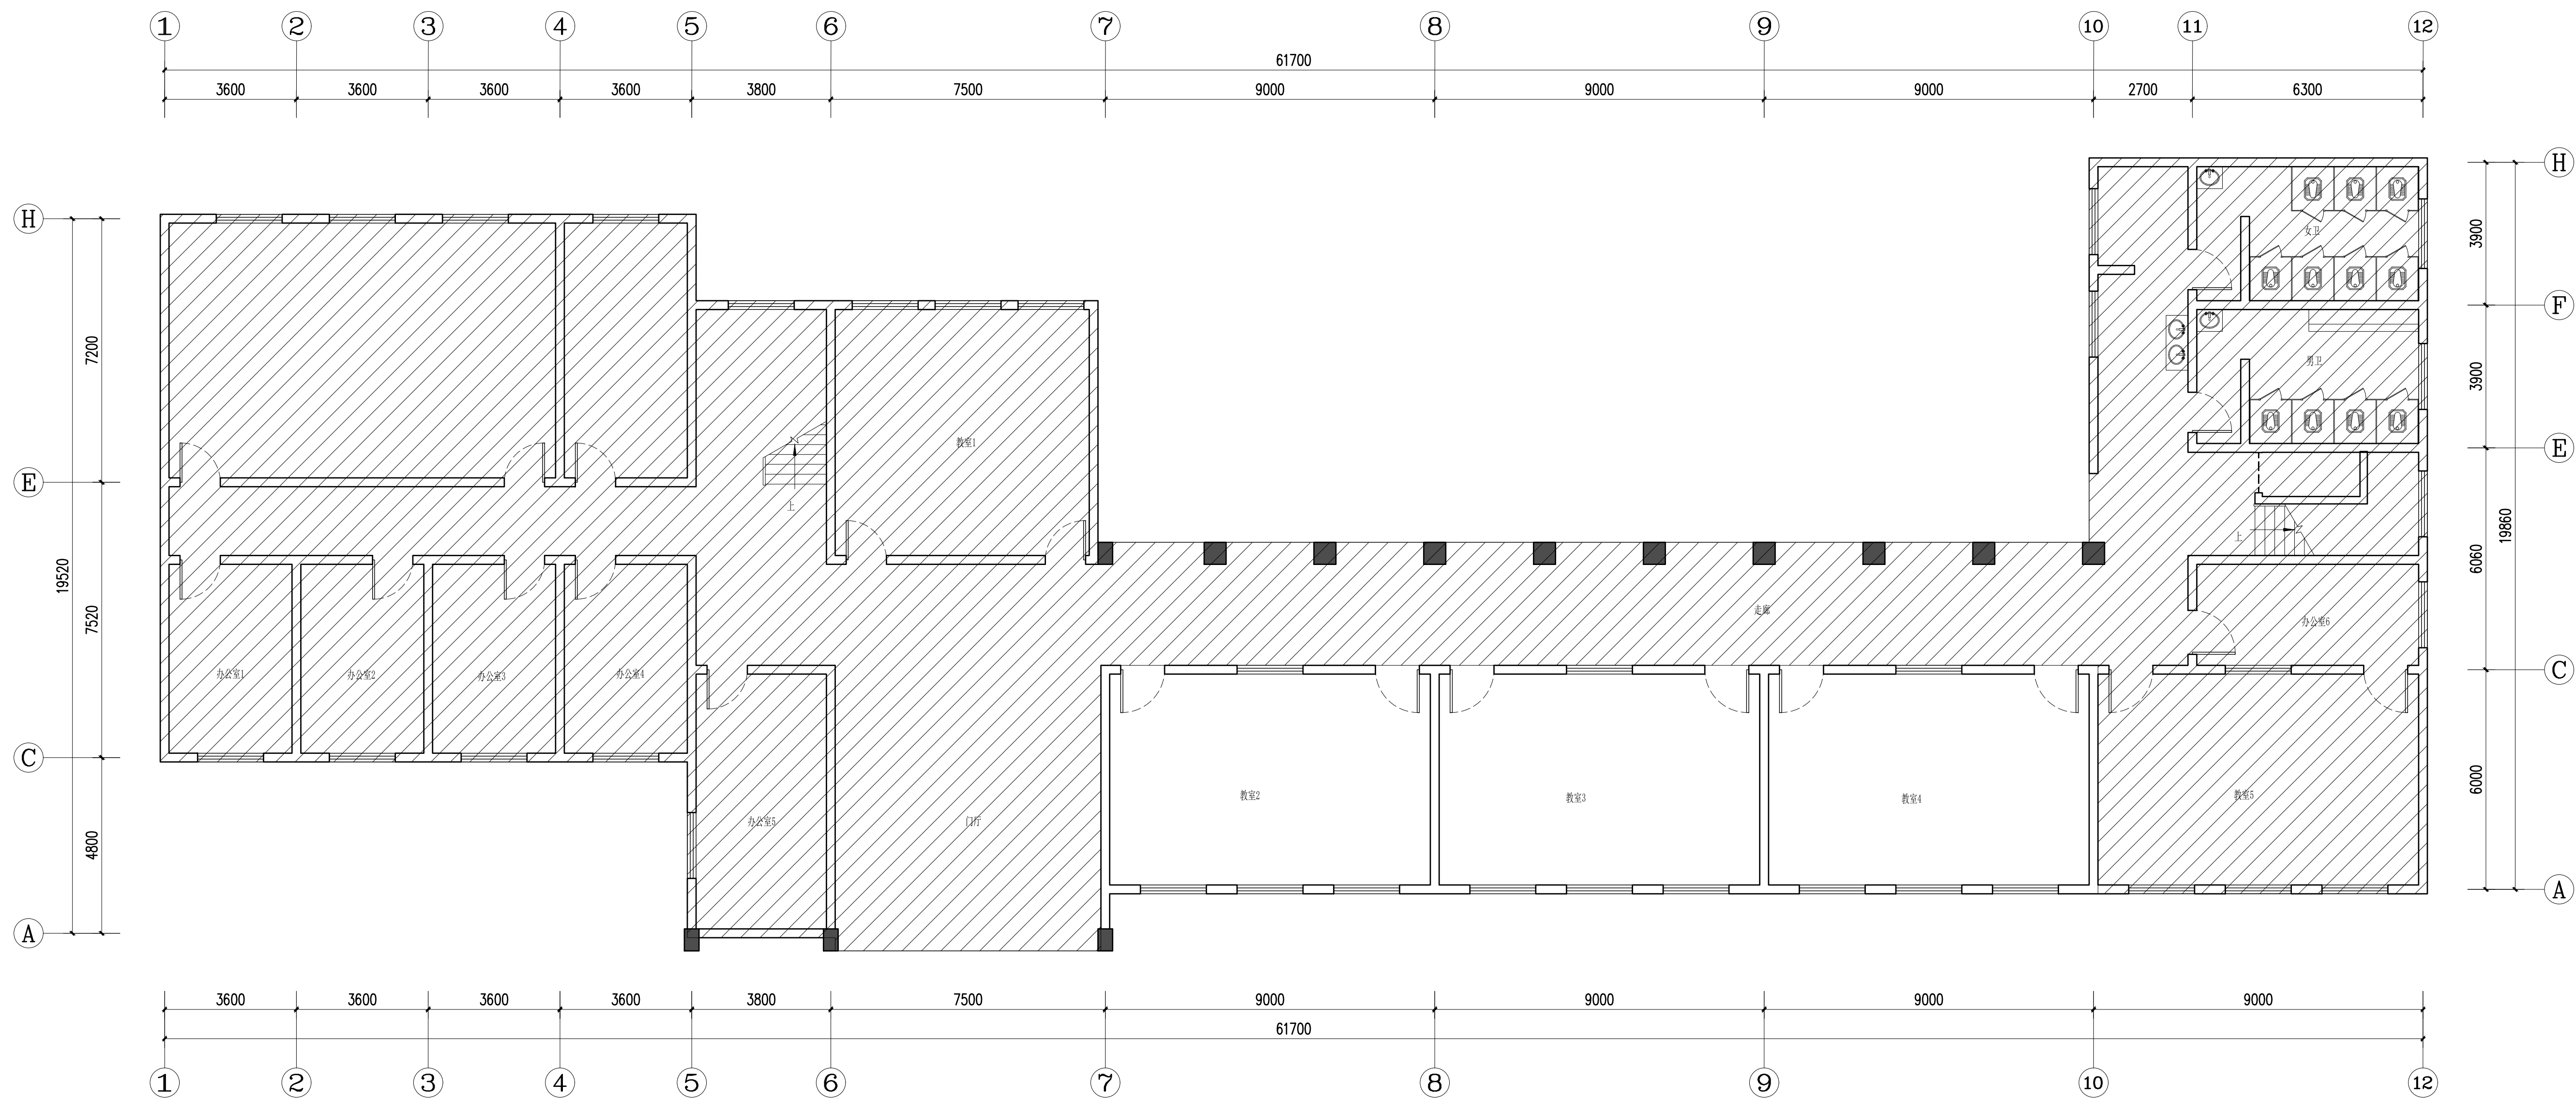 1 2 3 4 5 6 7 8 9 10 11 12
61700
3600 3600 3600 3600 3800 7500 9000 9000 9000 2700 6300
H
H
3900
女卫
H
F
7200
男卫
3900
教室1
E
E
上
上
19520
19860
7520
6060
走廊
办公室6
办公室1 办公室2 办公室3 办公室4
C
C
教室2 教室3 教室4 教室5
6000
办公室5 门厅
4800
A
A
3600 3600 3600 3600 3800 7500 9000 9000 9000 9000
61700
1 2 3 4 5 6 7 8 9 10 12